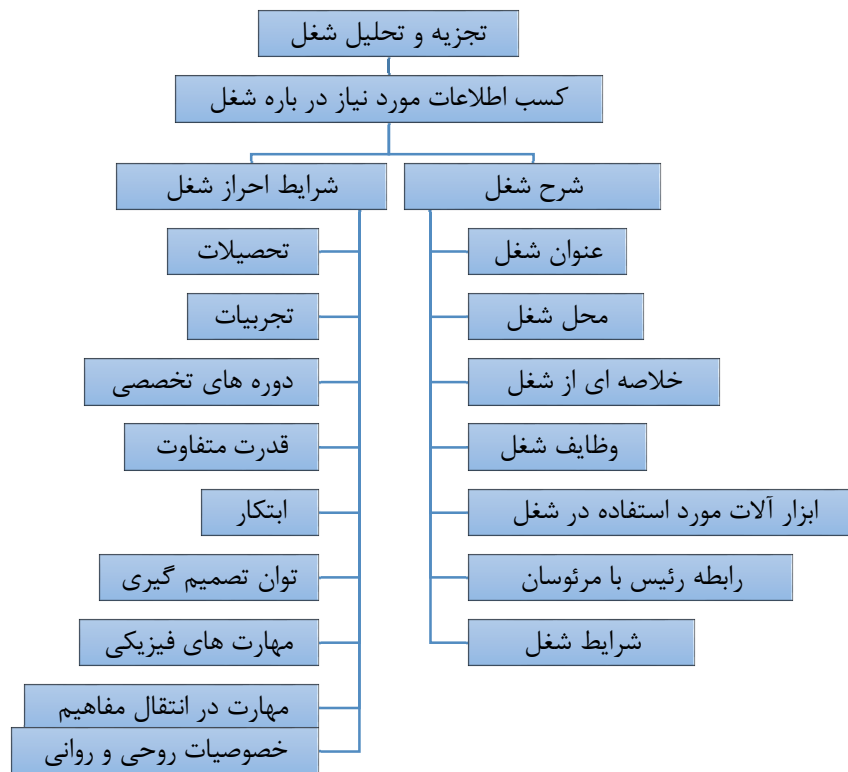 تجزیه و تحلیل شغل
کسب اطلاعات مورد نیاز در باره شغل
شرح شغل
عنوان شغل
محل شغل
خلاصه ای از شغل
وظایف شغل
ابزار آلات مورد استفاده در شغل
رابطه رئیس با مرئوسان
شرایط شغل
شرایط احراز شغل
تحصیلات
تجربیات
دوره های تخصصی
قدرت متفاوت
ابتکار
توان تصمیم گیری
مهارت های فیزیکی
مهارت در انتقال مفاهیم
خصوصیات روحی و روانی